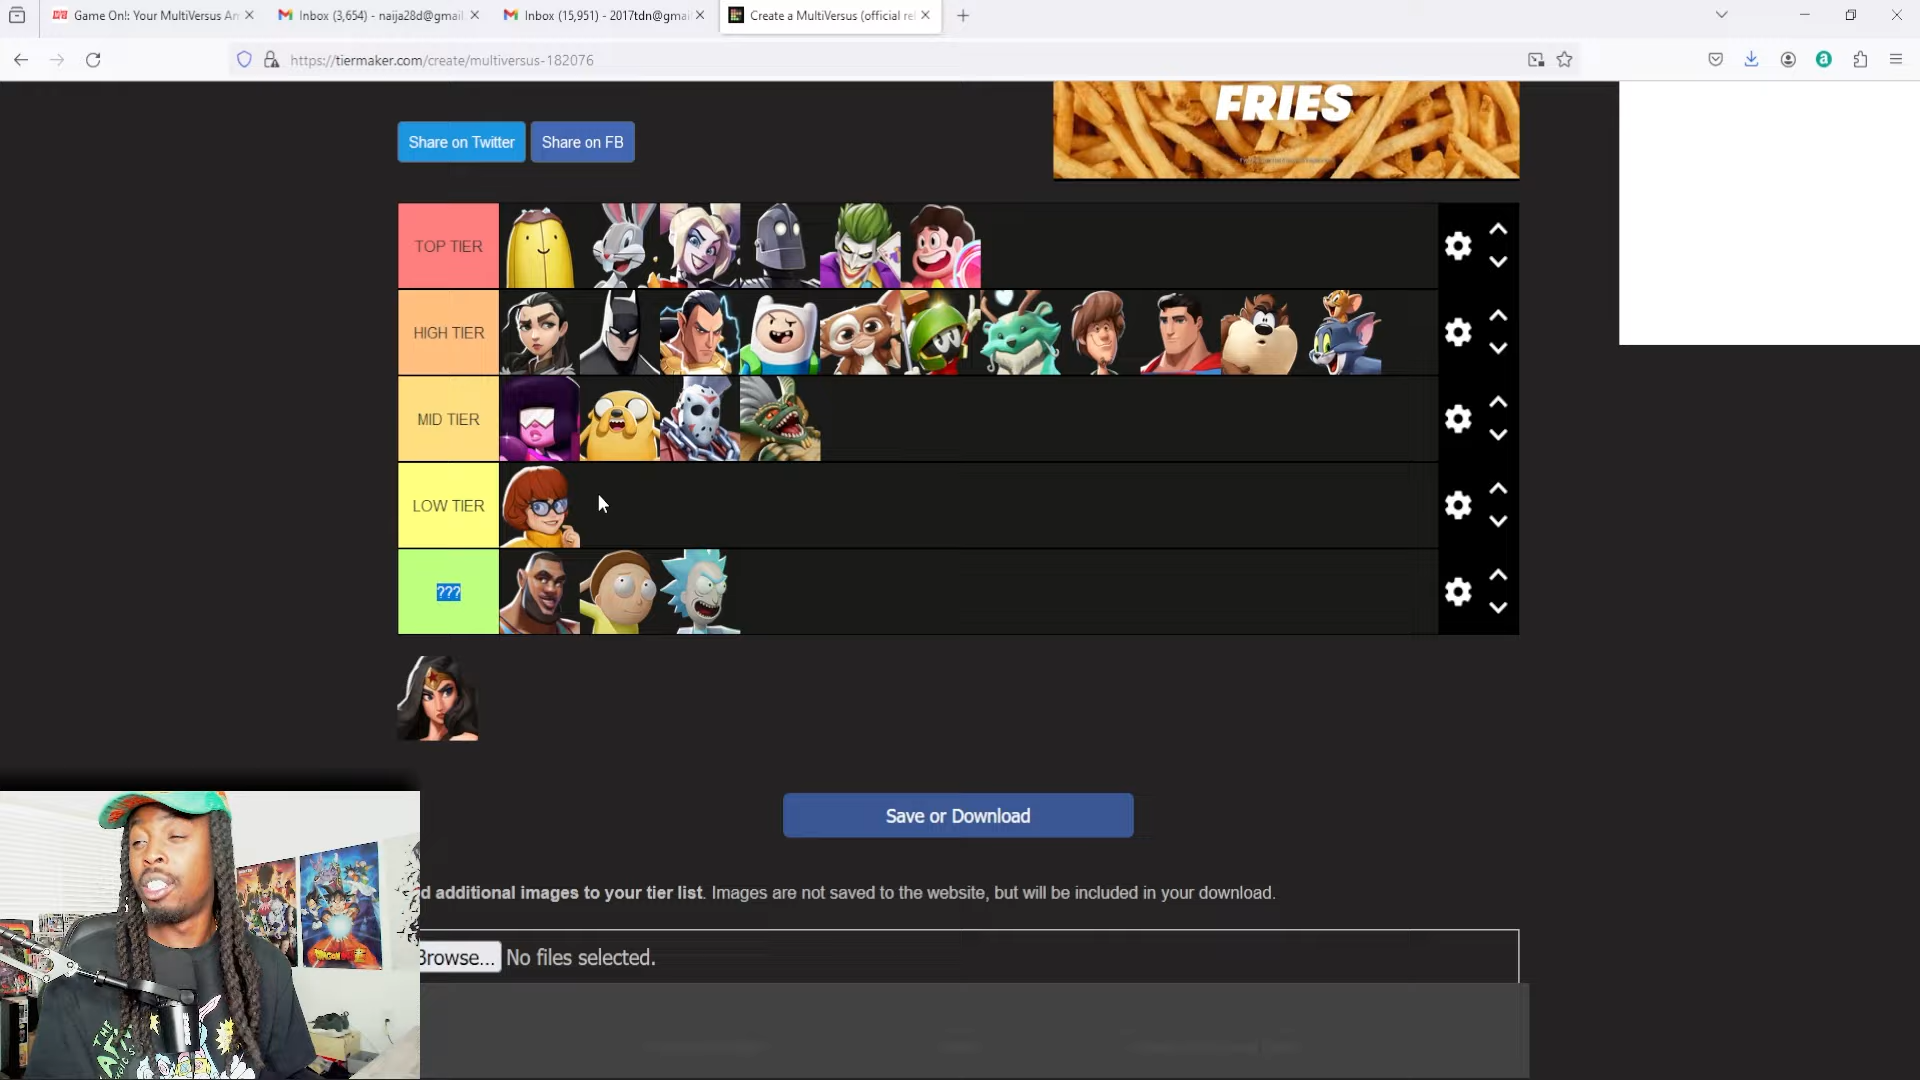 Game On!: Your MultiVersus An
Inbox (3,654) - naija28d@gmail.
Inbox (15,951) - 2017tdn@gmai
Create a MultiVersus (official rel
https://tiermaker.com/create/multiversus-182076
FRIES
Share on Twitter
Share on FB
TOP TIER
HIGH TIER
MID TIER
LOW TIER
???
Save or Download
d additional images to your tier list. Images are not saved to the website, but will be included in your download.
Browse... No files selected.